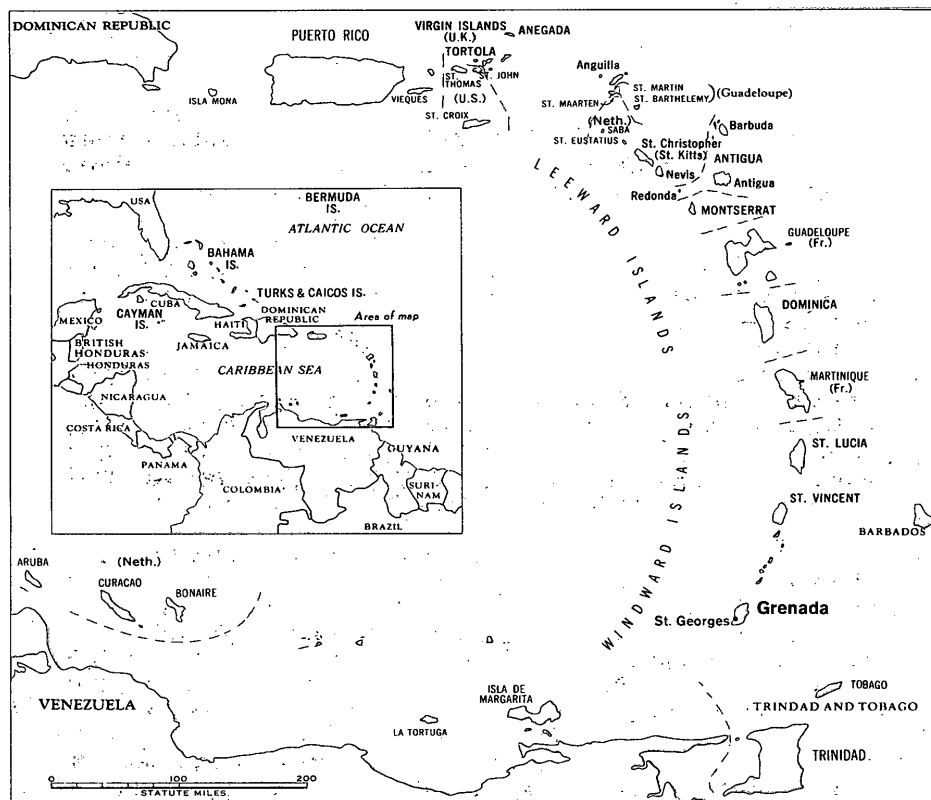 DOMINICAN REPUBLIC
PUERTO RICO
VIRGIN ISLANDS
(U.K.)
TORTOLA
ANEGADA
ST.
THOMAS
ST. JOHN
(U.S.)
ISLA MONA
VIEQUES
ST. CROIX
Anguilla
ST. MARTIN
ST. BARTHELEMY
(Guadeloupe)
ST. MAARTEN
(Neth.)
SABA
ST. EUSTATIUS
Barbuda
St. Christopher
(St. Kitts)
ANTIGUA
Nevis
Antigua
Redonda
MONTSERRAT
LEEWARD ISLANDS
GUADELOUPE
(Fr.)
DOMINICA
MARTINIQUE
(Fr.)
WINDWARD ISLANDS
ST. LUCIA
ST. VINCENT
BARBADOS
St. Georges
Grenada
USA
BERMUDA
IS.
ATLANTIC OCEAN
BAHAMA
IS.
TURKS & CAICOS IS.
CUBA
CAYMAN
IS.
HAITI
DOMINICAN
REPUBLIC
Area of map
MEXICO
JAMAICA
BRITISH
HONDURAS
HONDURAS
CARIBBEAN SEA
NICARAGUA
COSTA RICA
PANAMA
VENEZUELA
GUYANA
COLOMBIA
SURI-
NAM
BRAZIL
ARUBA
(Neth.)
CURACAO
BONAIRE
VENEZUELA
ISLA DE
MARGARITA
LA TORTUGA
TOBAGO
TRINIDAD AND TOBAGO
TRINIDAD
0 100 200
STATUTE MILES